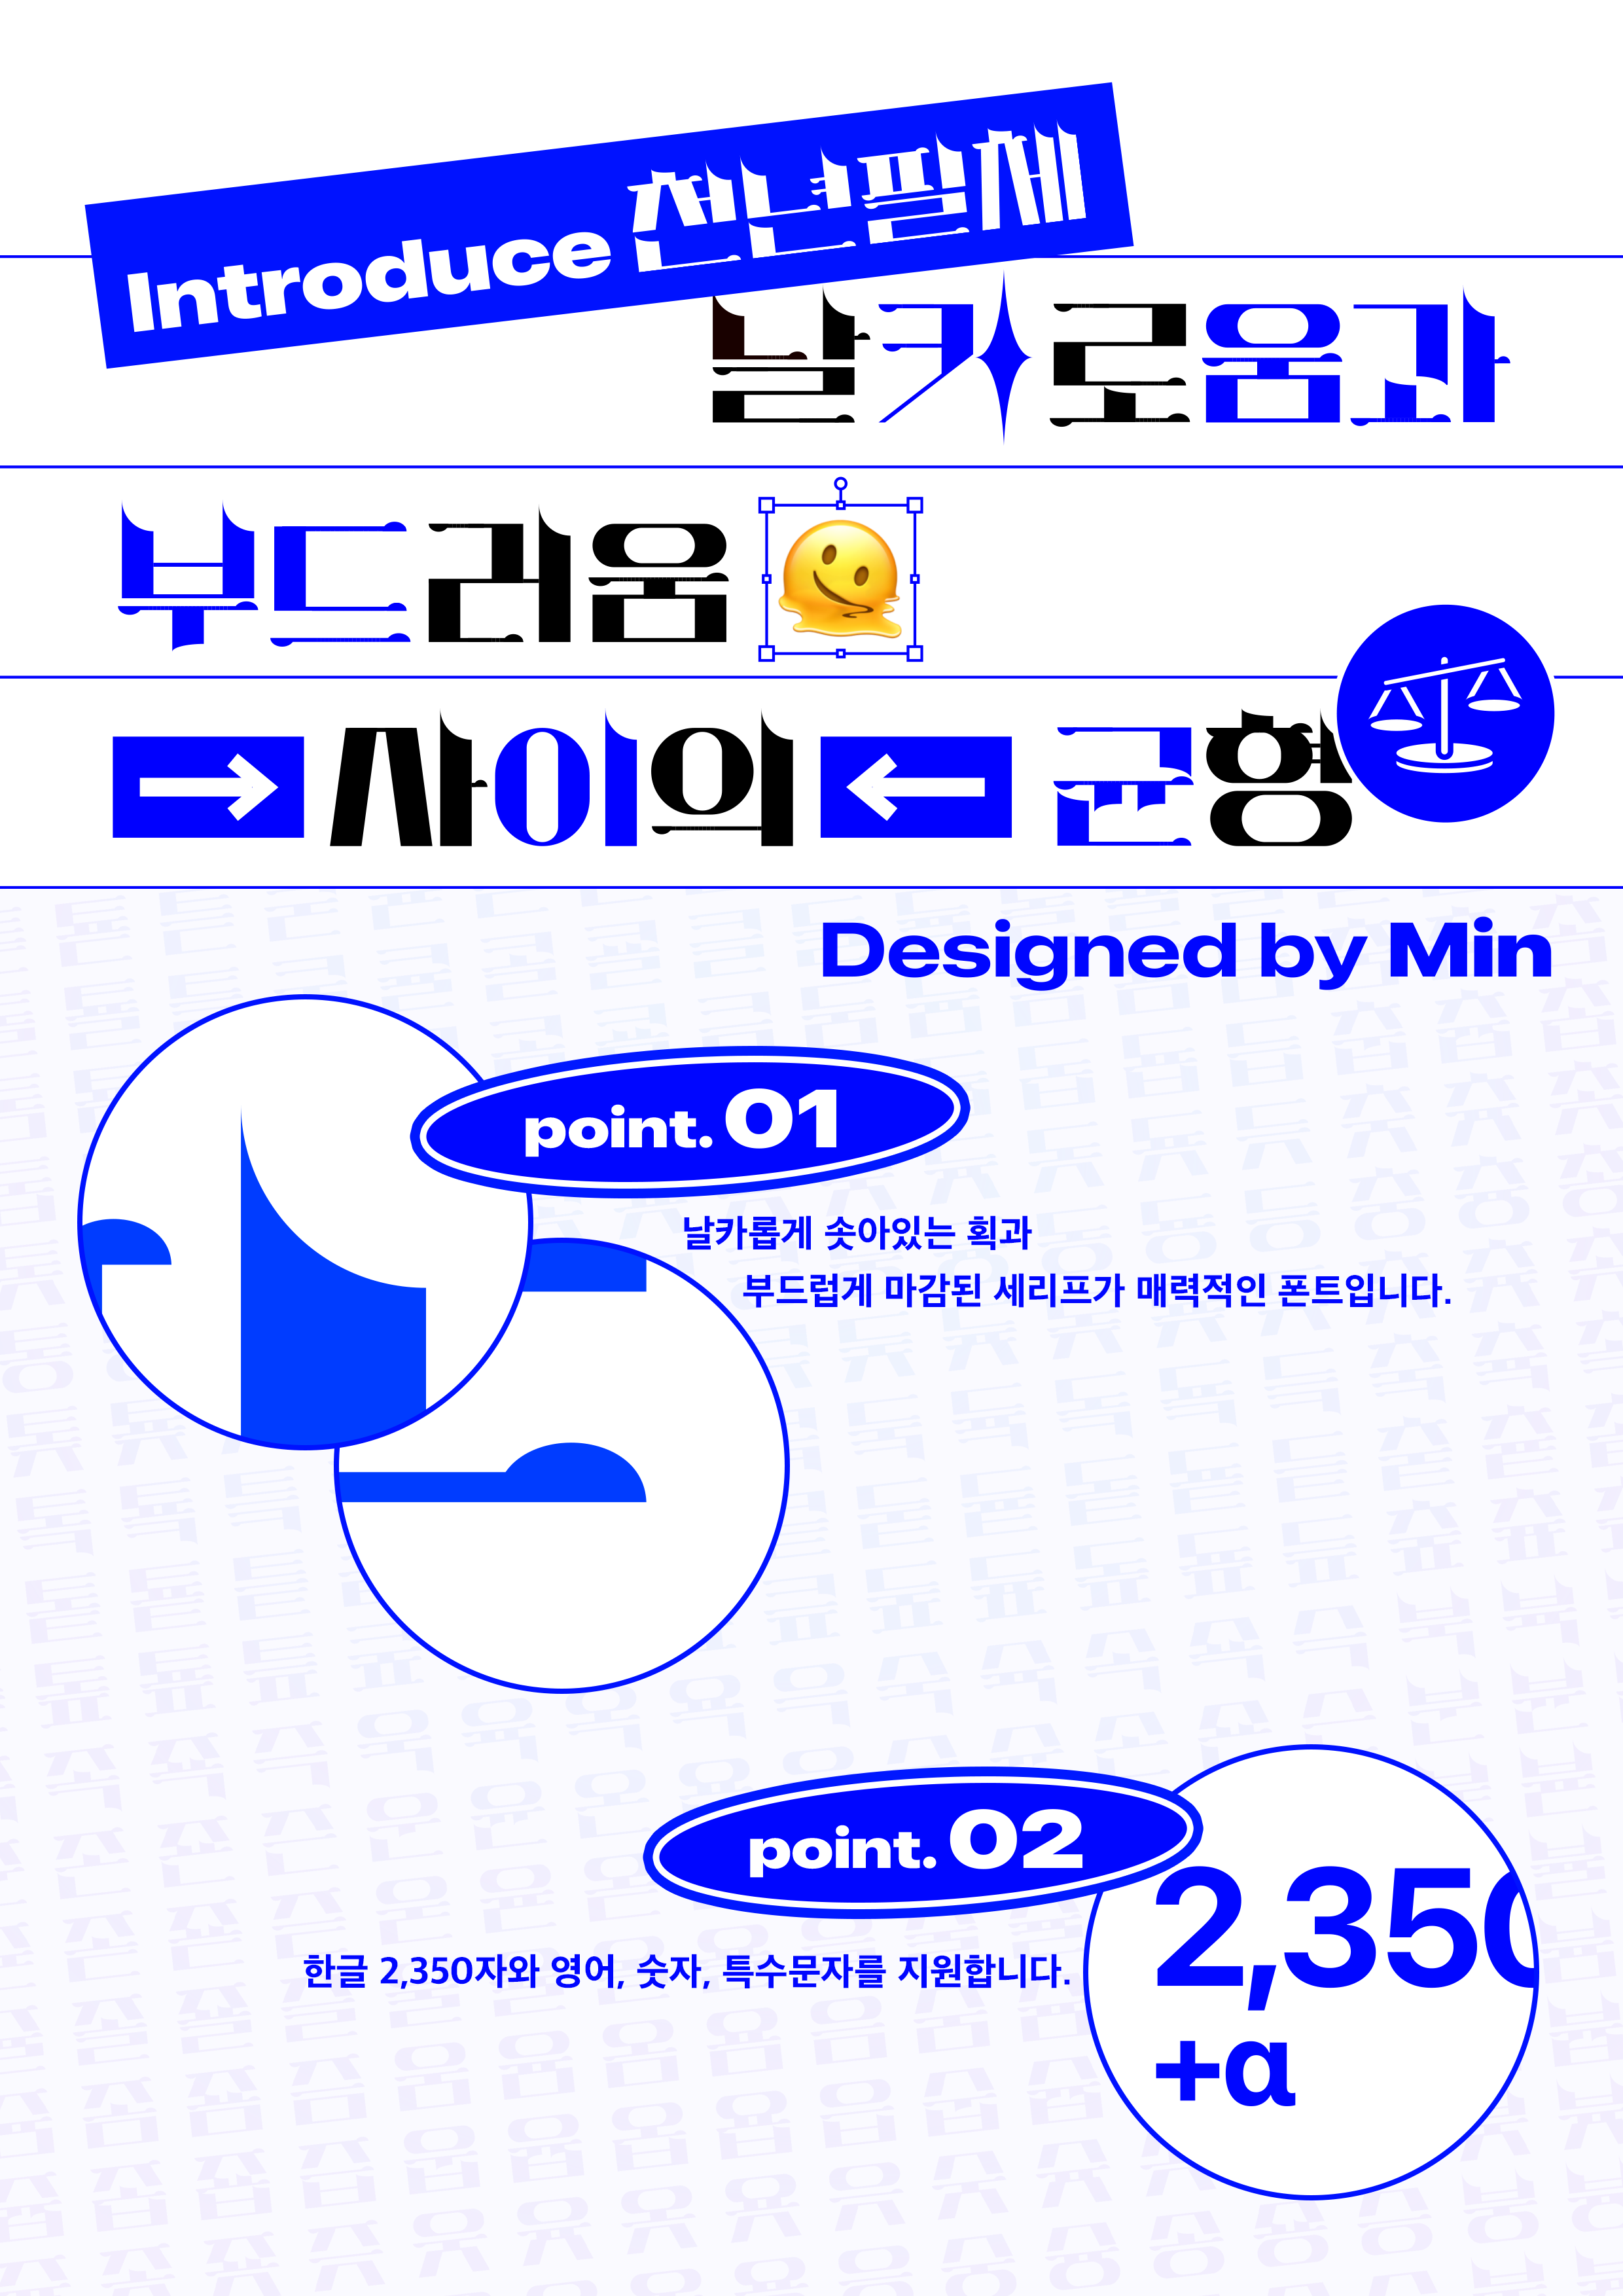 Introduce 신념필체
날카로움과
부드러움
사이의 균형
Designed by Min
point. 01
날카롭게 솟아있는 획과
부드럽게 마감된 세리프가 매력적인 폰트입니다.
point. 02
2,350
+α
한글 2,350자와 영어, 숫자, 특수문자를 지원합니다.